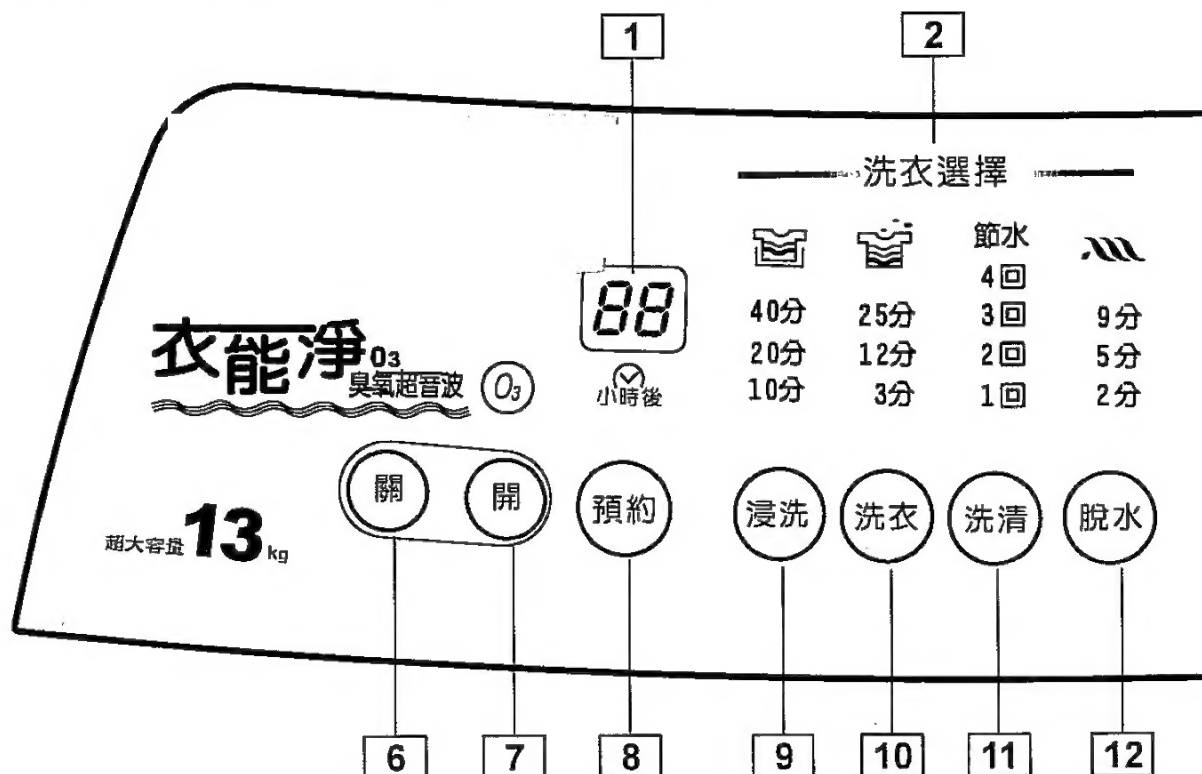 1
2
洗衣選擇
節水
4回
40分 25分 3回 9分
20分 12分 2回 5分
10分 3分 1回 2分
88
小時後
衣能淨O3
臭氧超音波 O3
關 開 預約 浸洗 洗衣 洗清 脫水
超大容量 13kg
6 7 8 9 10 11 12